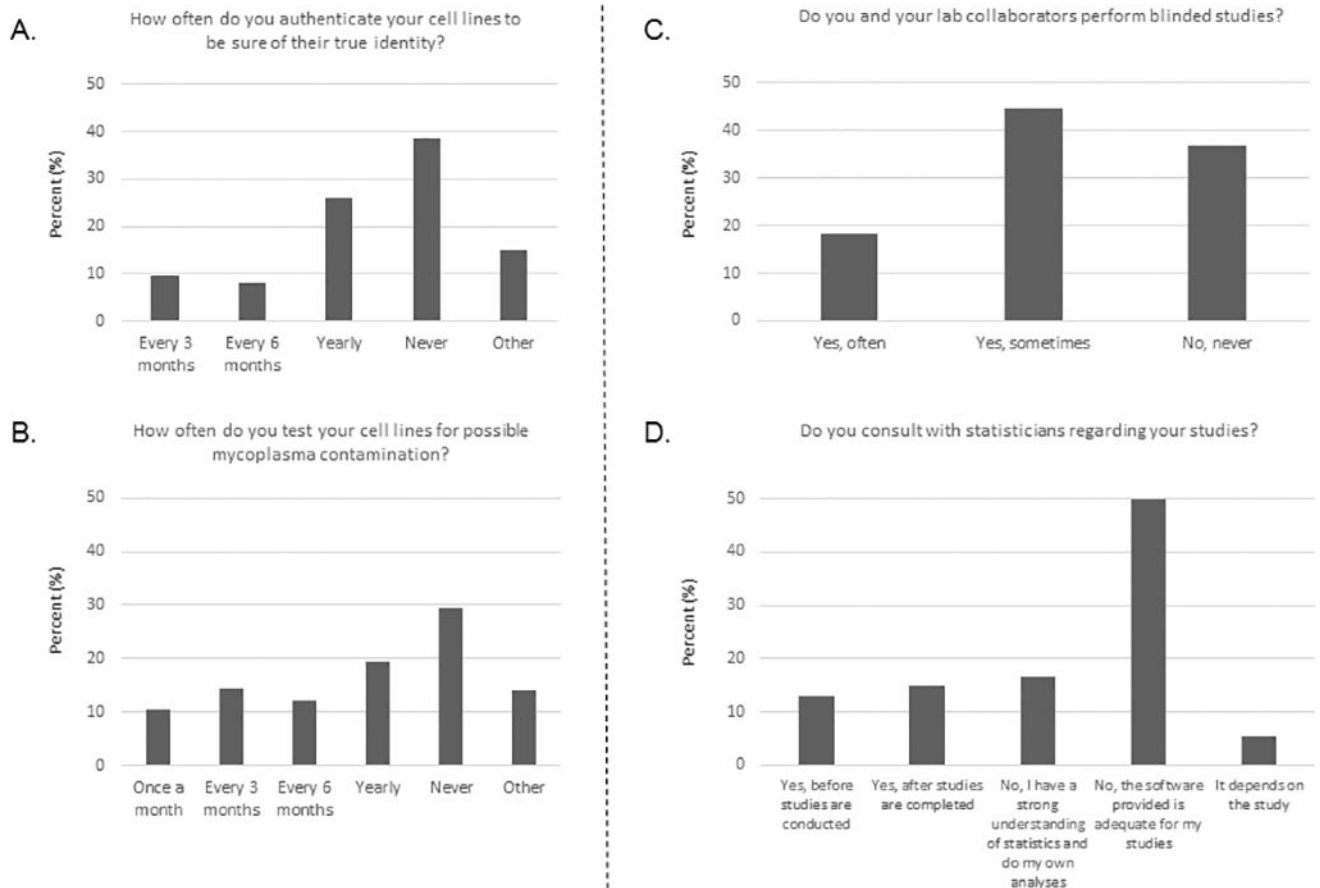 A.
How often do you authenticate your cell lines to
be sure of their true identity?
Percent (%)
50
40
30
20
10
0
Every 3
months
Every 6
months
Yearly
Never
Other
B.
How often do you test your cell lines for possible
mycoplasma contamination?
Percent (%)
50
40
30
20
10
0
Once a
month
Every 3
months
Every 6
months
Yearly
Never
Other
C.
Do you and your lab collaborators perform blinded studies?
Percent (%)
50
40
30
20
10
0
Yes, often
Yes, sometimes
No, never
D.
Do you consult with statisticians regarding your studies?
Percent (%)
50
40
30
20
10
0
Yes, before
studies are
conducted
Yes, after studies
are completed
No, I have a
strong
understanding
of statistics and
do my own
analyses
No, the software
provided is
adequate for my
studies
It depends on
the study